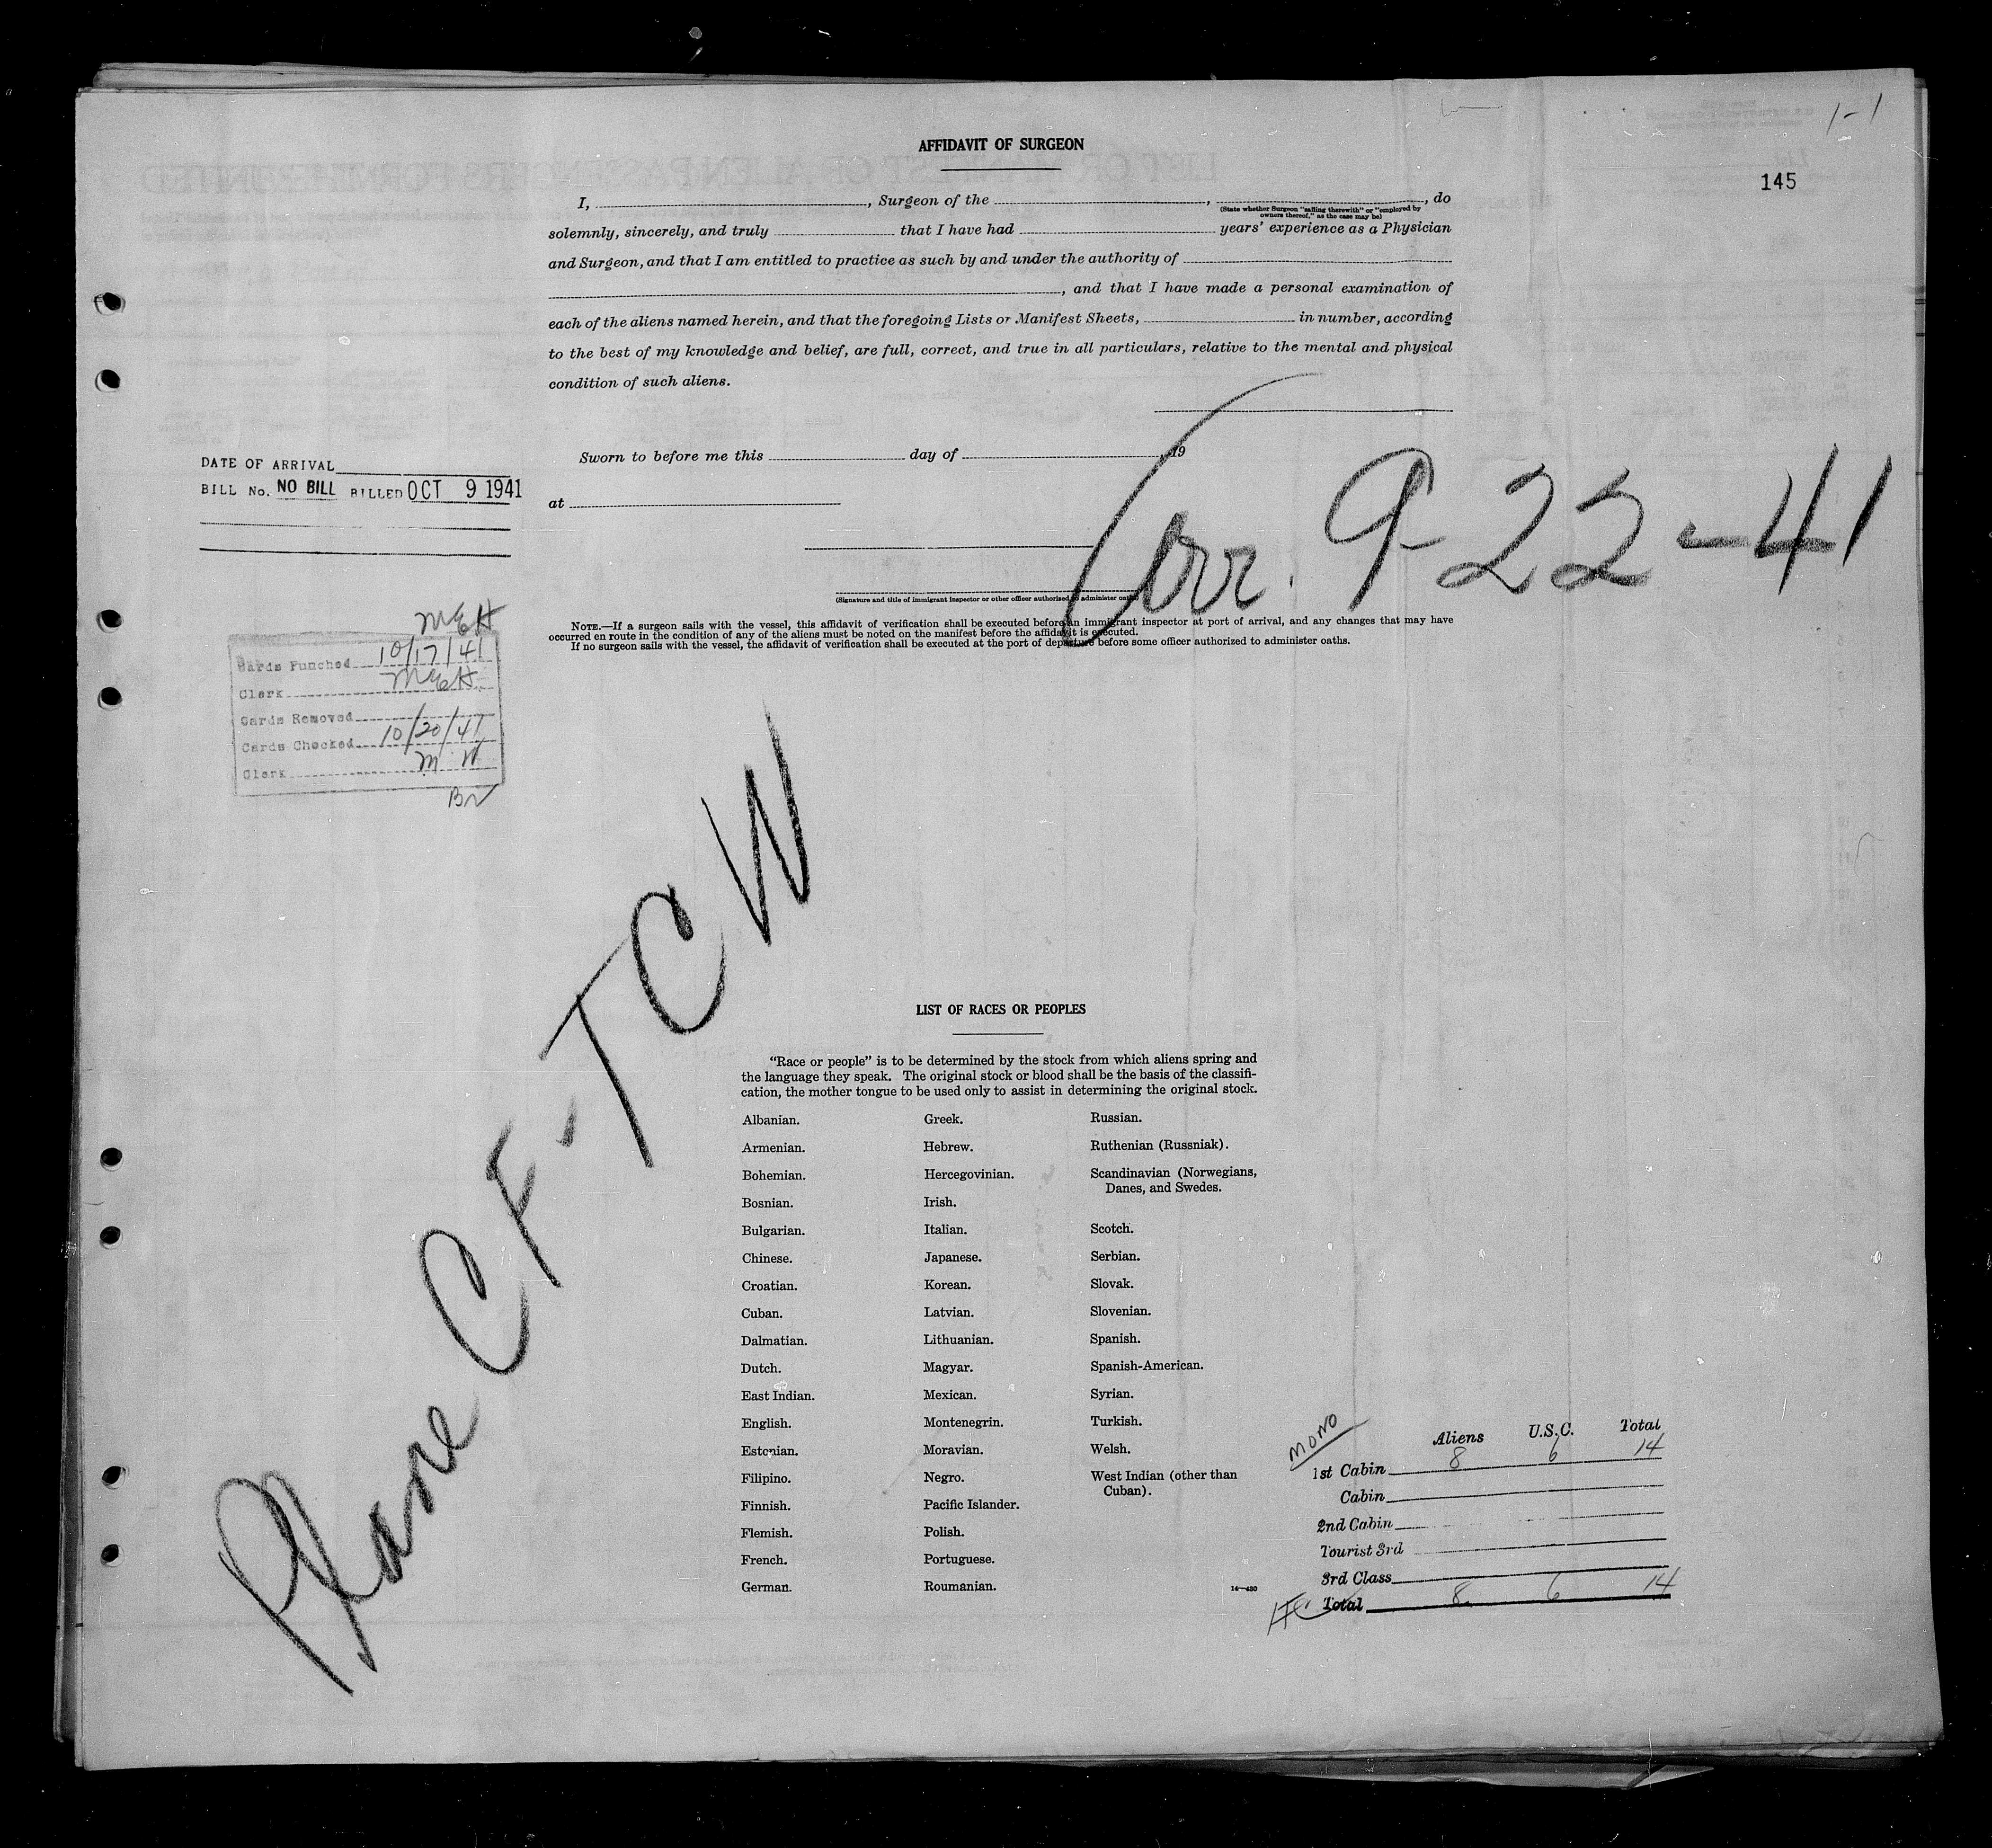 1-1
145
AFFIDAVIT OF SURGEON
I, , Surgeon of the , , do
(State whether Surgeon "sailing therewith" or "employed by
owners thereof," as the case may be)
solemnly, sincerely, and truly that I have had years' experience as a Physician
and Surgeon, and that I am entitled to practice as such by and under the authority of
, and that I have made a personal examination of
each of the aliens named herein, and that the foregoing Lists or Manifest Sheets, in number, according
to the best of my knowledge and belief, are full, correct, and true in all particulars, relative to the mental and physical
condition of such aliens.
Sworn to before me this day of , 19
at
(Signature and title of immigrant inspector or other officer authorized to administer oath)
NOTE.—If a surgeon sails with the vessel, this affidavit of verification shall be executed before an immigrant inspector at port of arrival, and any changes that may have
occurred en route in the condition of any of the aliens must be noted on the manifest before the affidavit is executed.
If no surgeon sails with the vessel, the affidavit of verification shall be executed at the port of departure before some officer authorized to administer oaths.
DATE OF ARRIVAL
BILL No. NO BILL BILLED OCT 9 1941
Corr. 9-22-41
MEH
Cards Punched 10/17/41
Clerk MEH
Cards Removed
Cards Checked 10/20/41
Clerk M W
Plane CF-TCW
LIST OF RACES OR PEOPLES
"Race or people" is to be determined by the stock from which aliens spring and
the language they speak. The original stock or blood shall be the basis of the classifi-
cation, the mother tongue to be used only to assist in determining the original stock.
Albanian.
Armenian.
Bohemian.
Bosnian.
Bulgarian.
Chinese.
Croatian.
Cuban.
Dalmatian.
Dutch.
East Indian.
English.
Estonian.
Filipino.
Finnish.
Flemish.
French.
German.
Greek.
Hebrew.
Hercegovinian.
Irish.
Italian.
Japanese.
Korean.
Latvian.
Lithuanian.
Magyar.
Mexican.
Montenegrin.
Moravian.
Negro.
Pacific Islander.
Polish.
Portuguese.
Roumanian.
Russian.
Ruthenian (Russniak).
Scandinavian (Norwegians,
Danes, and Swedes.
Scotch.
Serbian.
Slovak.
Slovenian.
Spanish.
Spanish-American.
Syrian.
Turkish.
Welsh.
West Indian (other than
Cuban).
14—430
MONO
Aliens U.S.C. Total
1st Cabin 8 6 14
Cabin
2nd Cabin
Tourist 3rd
3rd Class
Total 8 6 14